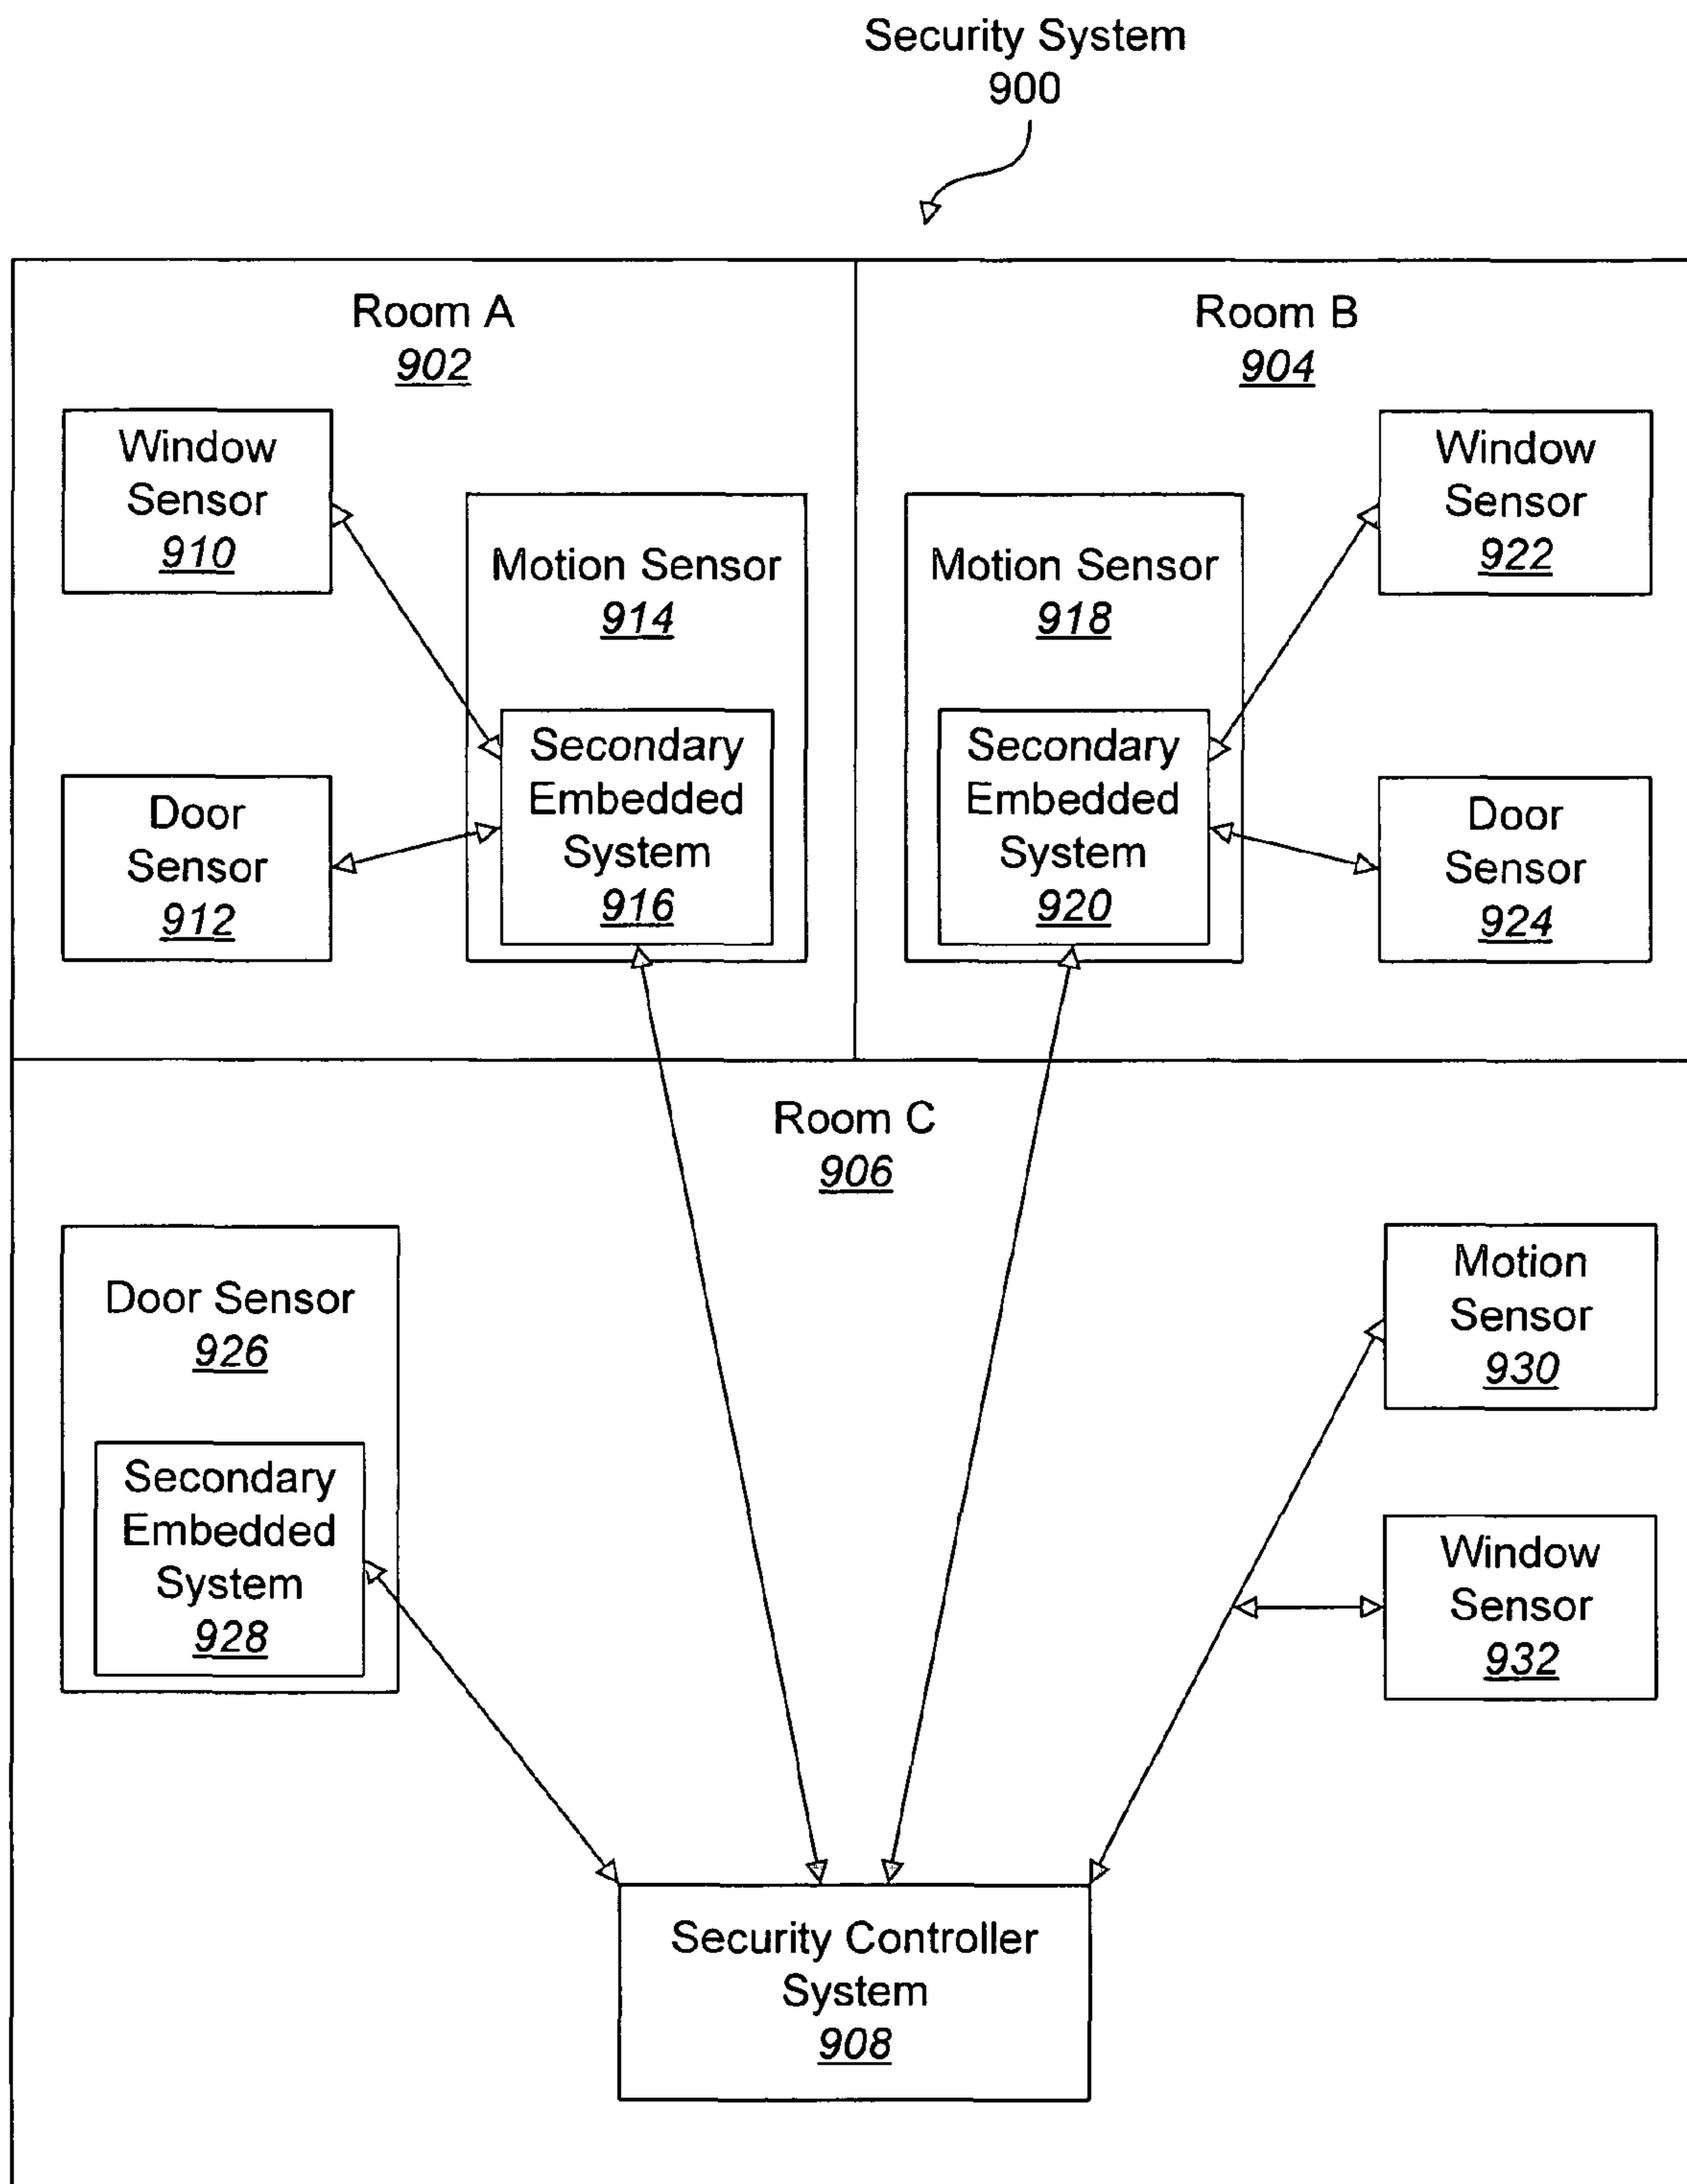 Security System
900
Room A
902
Window
Sensor
910
Motion Sensor
914
Secondary
Embedded
System
916
Door
Sensor
912
Room B
904
Motion Sensor
918
Secondary
Embedded
System
920
Window
Sensor
922
Door
Sensor
924
Room C
906
Door Sensor
926
Secondary
Embedded
System
928
Motion
Sensor
930
Window
Sensor
932
Security Controller
System
908